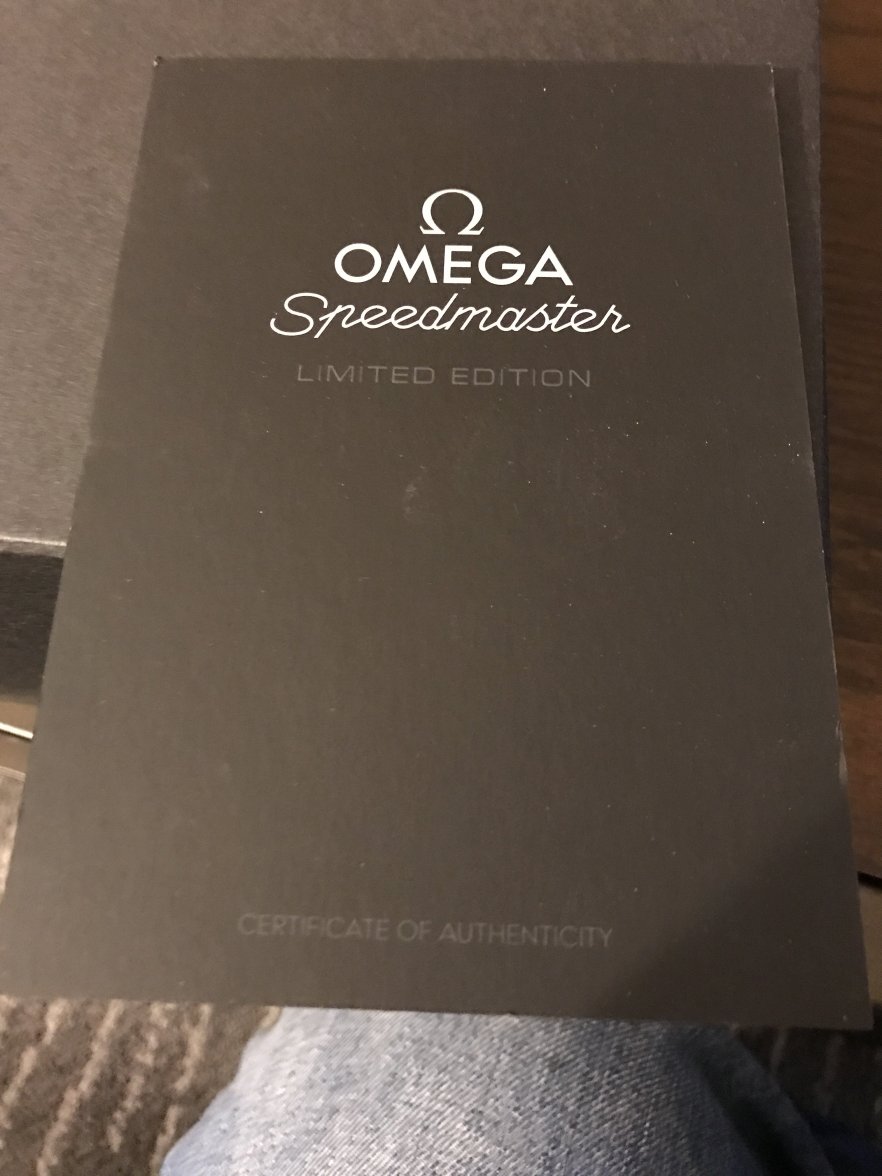 Ω
OMEGA
Speedmaster
LIMITED EDITION
CERTIFICATE OF AUTHENTICITY